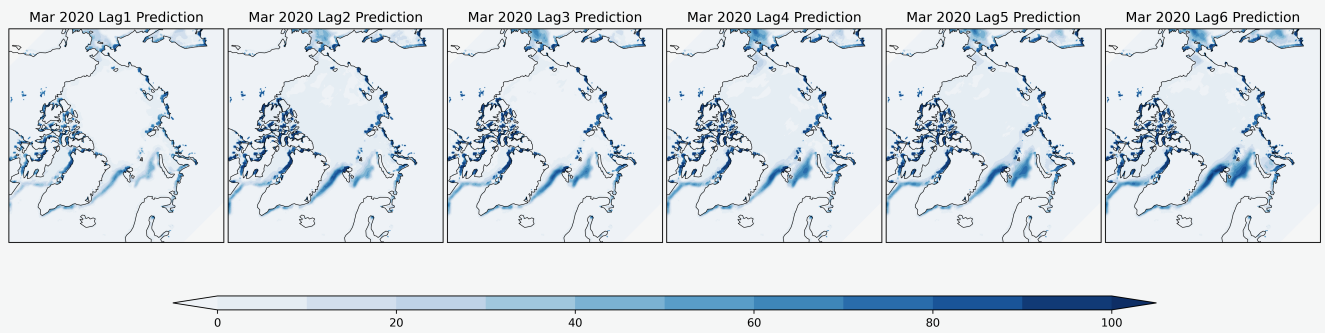 Mar 2020 Lag1 Prediction
Mar 2020 Lag2 Prediction
Mar 2020 Lag3 Prediction
Mar 2020 Lag4 Prediction
Mar 2020 Lag5 Prediction
Mar 2020 Lag6 Prediction
0 20 40 60 80 100